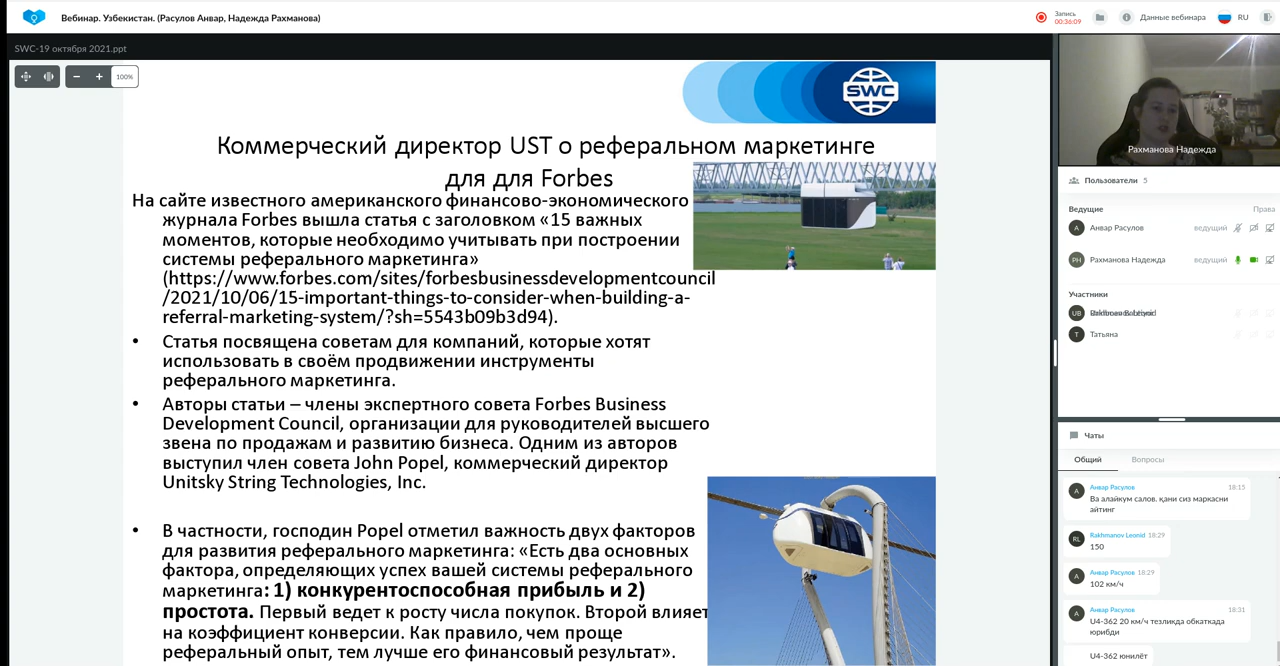 Вебинар. Узбекистан. (Расулов Анвар, Надежда Рахманова)
Запись
00:36:09
Данные вебинара
RU
SWC-19 октября 2021.ppt
100%
SWC
Коммерческий директор UST о реферальном маркетинге
для для Forbes
На сайте известного американского финансово-экономического
журнала Forbes вышла статья с заголовком «15 важных
моментов, которые необходимо учитывать при построении
системы реферального маркетинга»
(https://www.forbes.com/sites/forbesbusinessdevelopmentcouncil
/2021/10/06/15-important-things-to-consider-when-building-a-
referral-marketing-system/?sh=5543b09b3d94).
• Статья посвящена советам для компаний, которые хотят
использовать в своём продвижении инструменты
реферального маркетинга.
• Авторы статьи – члены экспертного совета Forbes Business
Development Council, организации для руководителей высшего
звена по продажам и развитию бизнеса. Одним из авторов
выступил член совета John Popel, коммерческий директор
Unitsky String Technologies, Inc.
• В частности, господин Popel отметил важность двух факторов
для развития реферального маркетинга: «Есть два основных
фактора, определяющих успех вашей системы реферального
маркетинга: 1) конкурентоспособная прибыль и 2)
простота. Первый ведет к росту числа покупок. Второй влияет
на коэффициент конверсии. Как правило, чем проще
реферальный опыт, тем лучше его финансовый результат».
Рахманова Надежда
Пользователи 5
Ведущие
Права
А
Анвар Расулов
ведущий
РН
Рахманова Надежда
ведущий
Участники
UB
Т
Татьяна
Чаты
Общий
Вопросы
А
Анвар Расулов
18:15
Ва алайкум салов. қани сиз маркасни
айтинг
RL
Rakhmanov Leonid 18:29
150
А
Анвар Расулов 18:29
102 км/ч
А
Анвар Расулов
18:31
U4-362 20 км/ч тезликда обкаткада
юрибди
U4-362 юнилёт